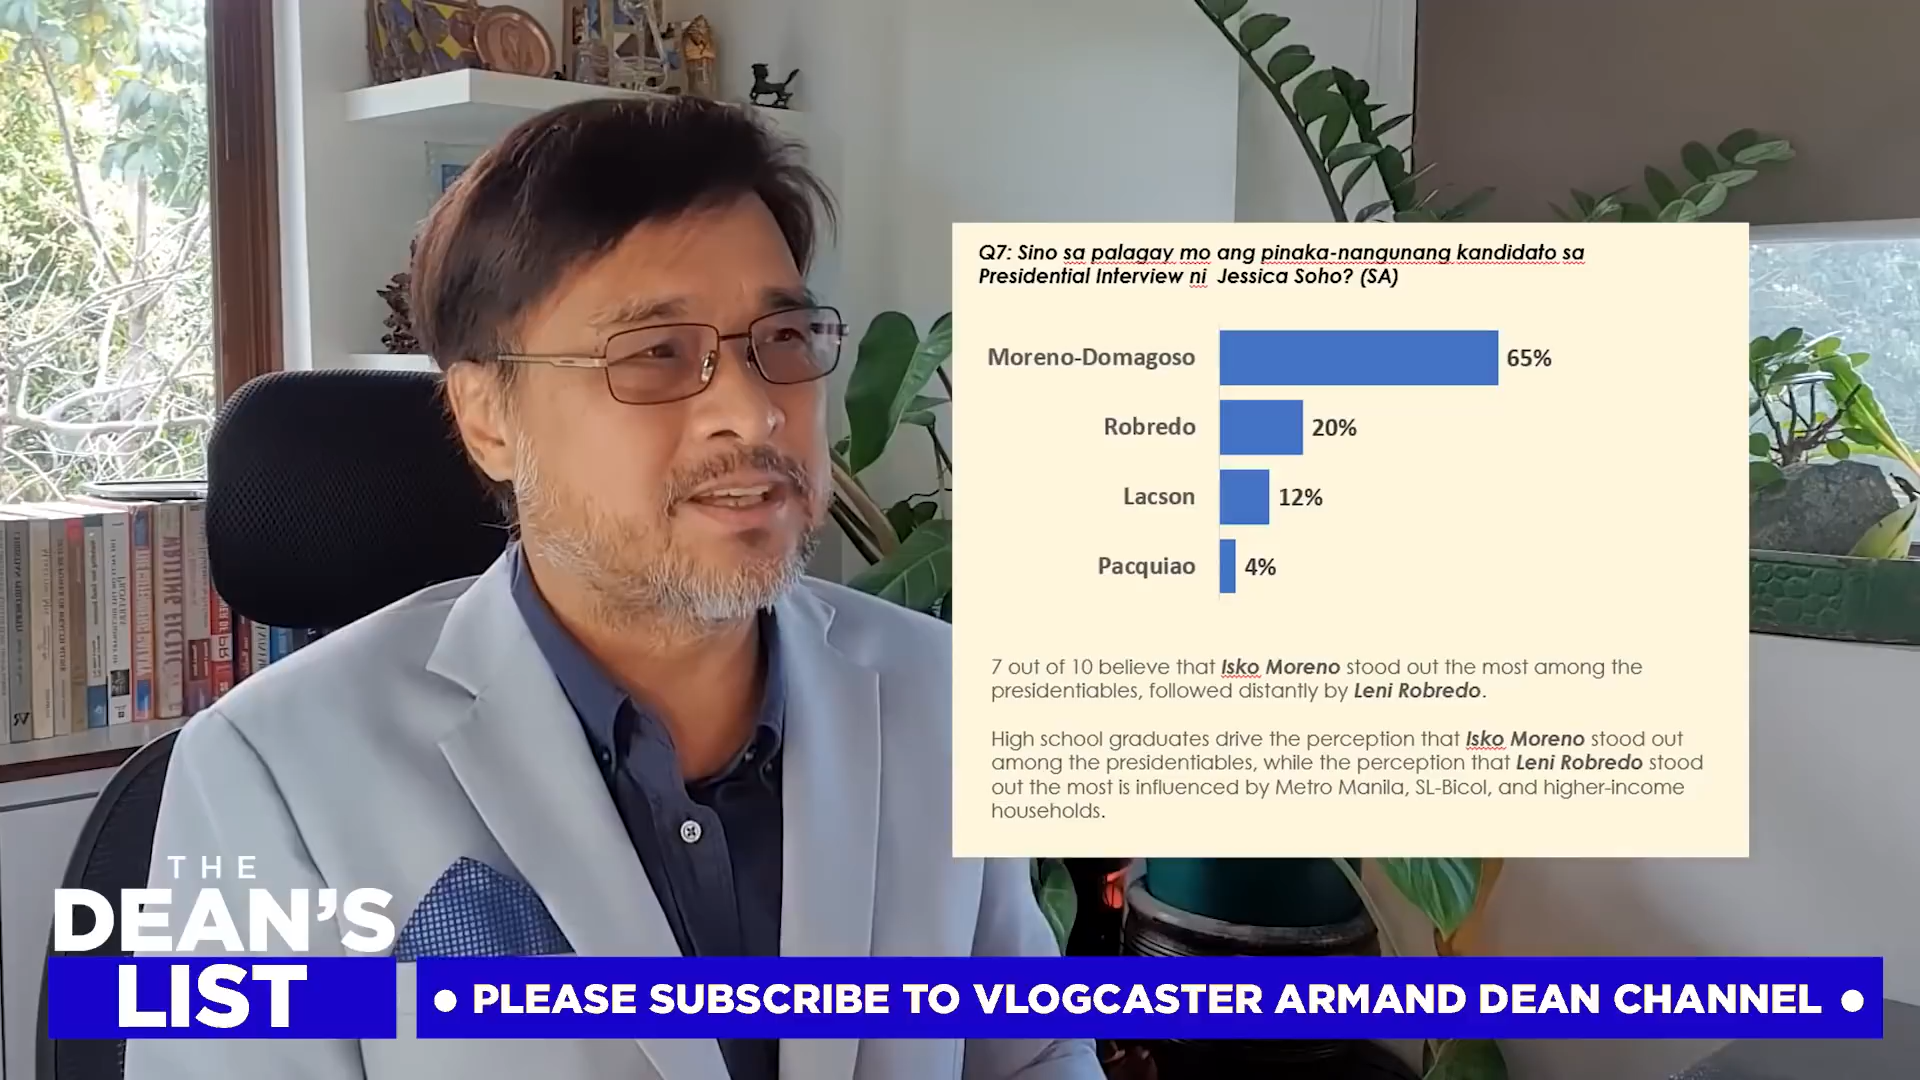 Q7: Sino sa palagay mo ang pinaka-nangunang kandidato sa
Presidential Interview ni Jessica Soho? (SA)
Moreno-Domagoso 65%
Robredo 20%
Lacson 12%
Pacquiao 4%
7 out of 10 believe that Isko Moreno stood out the most among the
presidentiables, followed distantly by Leni Robredo.
High school graduates drive the perception that Isko Moreno stood out
among the presidentiables, while the perception that Leni Robredo stood
out the most is influenced by Metro Manila, SL-Bicol, and higher-income
households.
THE
DEAN'S
LIST
• PLEASE SUBSCRIBE TO VLOGCASTER ARMAND DEAN CHANNEL •